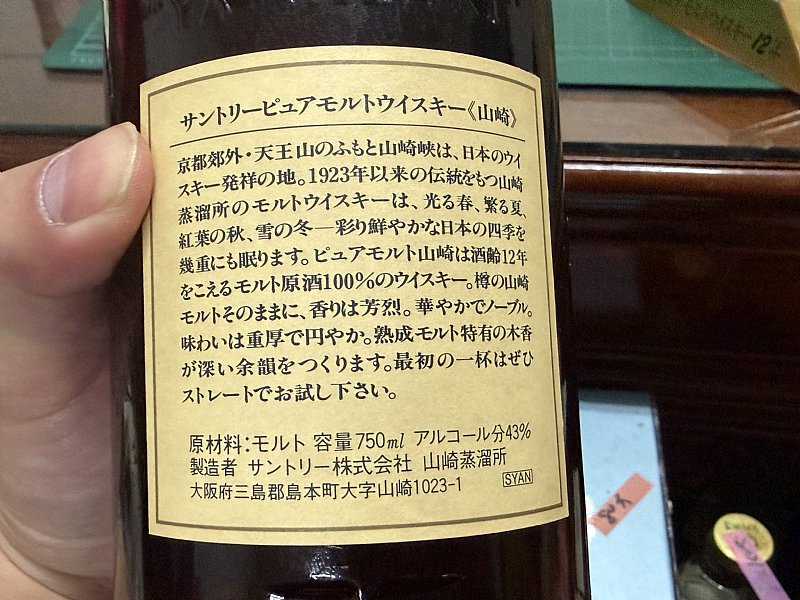 サントリーピュアモルトウイスキー《山崎》
京都郊外・天王山のふもと山崎峡は、日本のウイ
スキー発祥の地。1923年以来の伝統をもつ山崎
蒸溜所のモルトウイスキーは、光る春、繁る夏、
紅葉の秋、雪の冬―彩り鮮やかな日本の四季を
幾重にも眠ります。ピュアモルト山崎は酒齢12年
をこえるモルト原酒100%のウイスキー。樽の山崎
モルトそのままに、香りは芳烈。華やかでノーブル。
味わいは重厚で円やか。熟成モルト特有の木香
が深い余韻をつくります。最初の一杯はぜひ
ストレートでお試し下さい。
原材料:モルト 容量750ml アルコール分43%
製造者 サントリー株式会社 山崎蒸溜所
大阪府三島郡島本町大字山崎1023-1
SYAN
モルトウイスキー12